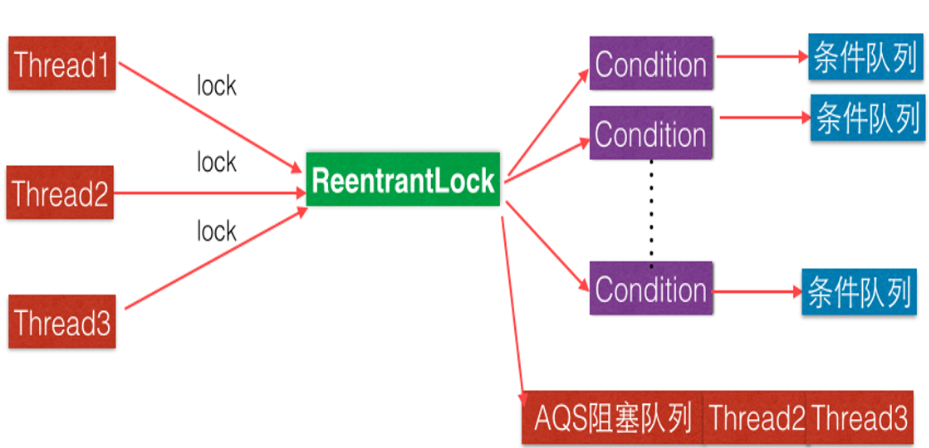 Thread1
lock
Thread2
lock
Thread3
lock
ReentrantLock
Condition
条件队列
Condition
条件队列
Condition
条件队列
AQS阻塞队列 Thread2 Thread3